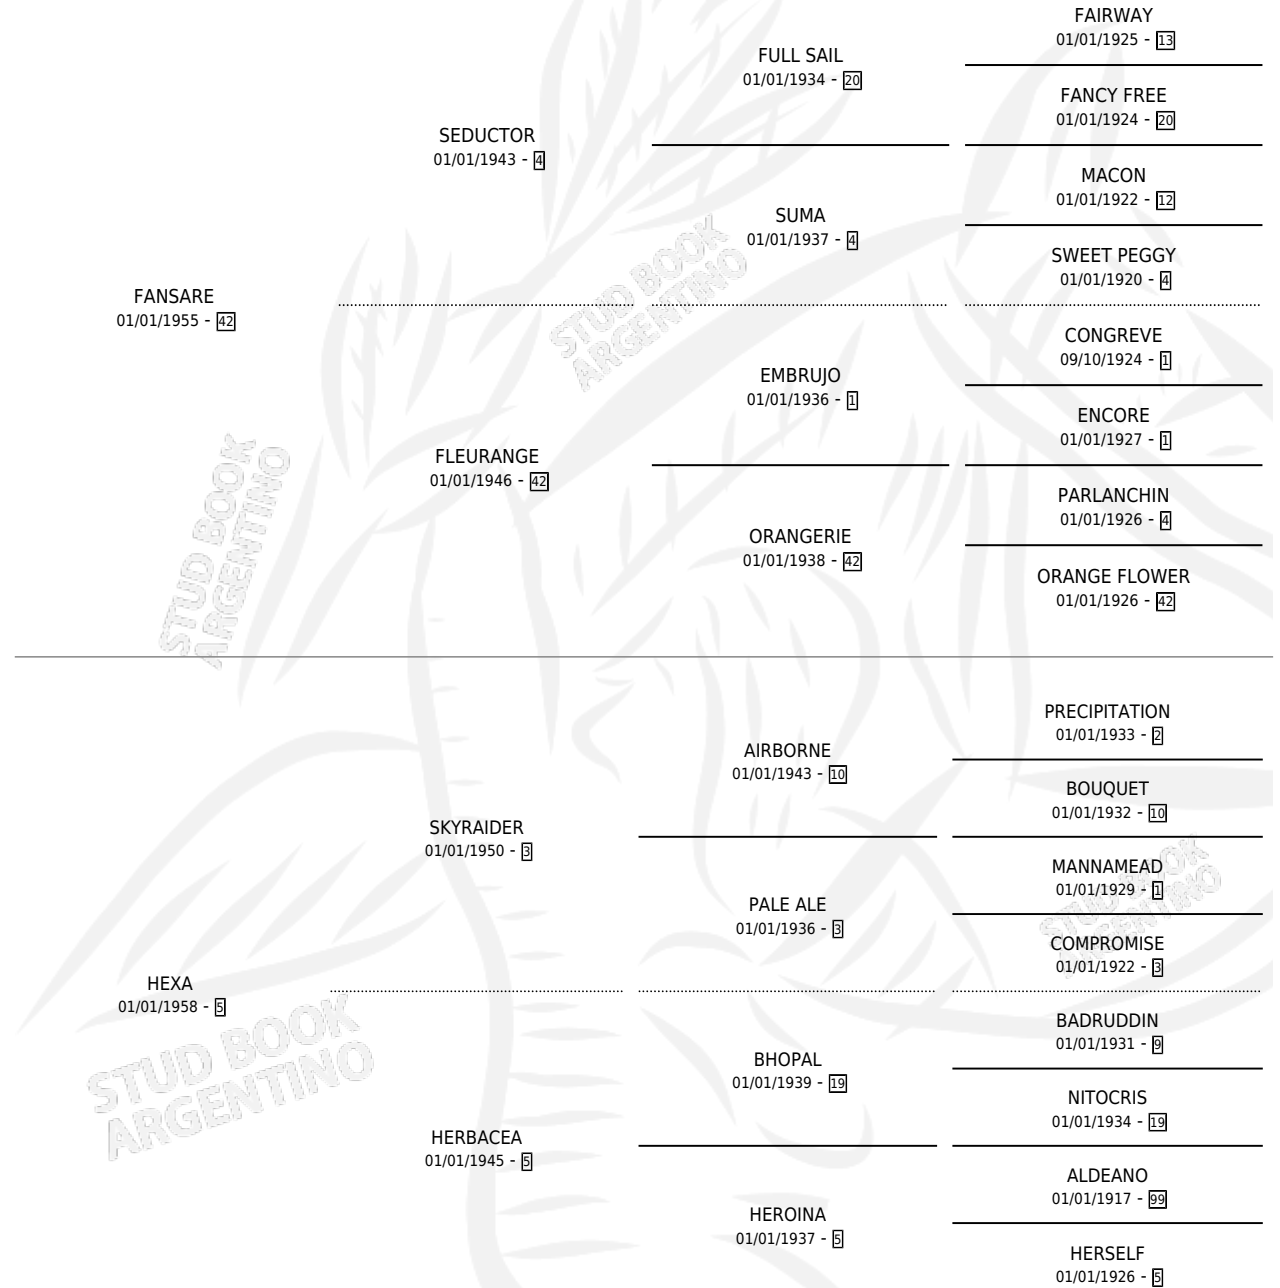 FAIRWAY
01/01/1925 - 13
FULL SAIL
01/01/1934 - 20
FANCY FREE
01/01/1924 - 20
SEDUCTOR
01/01/1943 - 4
MACON
01/01/1922 - 12
SUMA
01/01/1937 - 4
SWEET PEGGY
01/01/1920 - 4
FANSARE
01/01/1955 - 42
CONGREVE
09/10/1924 - 1
EMBRUJO
01/01/1936 - 1
ENCORE
01/01/1927 - 1
FLEURANGE
01/01/1946 - 42
PARLANCHIN
01/01/1926 - 4
ORANGERIE
01/01/1938 - 42
ORANGE FLOWER
01/01/1926 - 42
PRECIPITATION
01/01/1933 - 2
AIRBORNE
01/01/1943 - 10
BOUQUET
01/01/1932 - 10
SKYRAIDER
01/01/1950 - 3
MANNAMEAD
01/01/1929 - 1
PALE ALE
01/01/1936 - 3
COMPROMISE
01/01/1922 - 3
HEXA
01/01/1958 - 5
BADRUDDIN
01/01/1931 - 9
BHOPAL
01/01/1939 - 19
NITOCRIS
01/01/1934 - 19
HERBACEA
01/01/1945 - 5
ALDEANO
01/01/1917 - 99
HEROINA
01/01/1937 - 5
HERSELF
01/01/1926 - 5
STUD BOOK
ARGENTINO
STUD BOOK
ARGENTINO
STUD BOOK
ARGENTINO
STUD BOOK
ARGENTINO